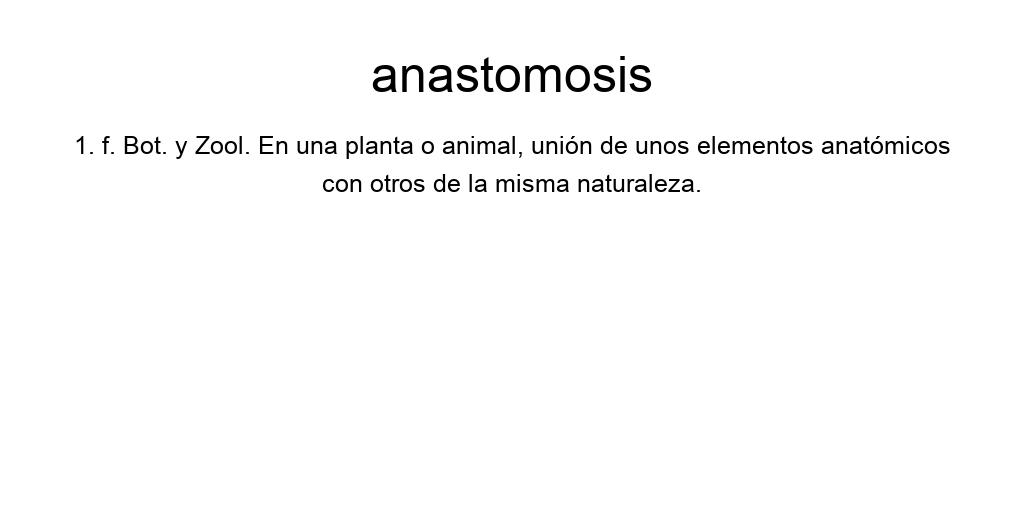 anastomosis
1. f. Bot. y Zool. En una planta o animal, unión de unos elementos anatómicos
con otros de la misma naturaleza.